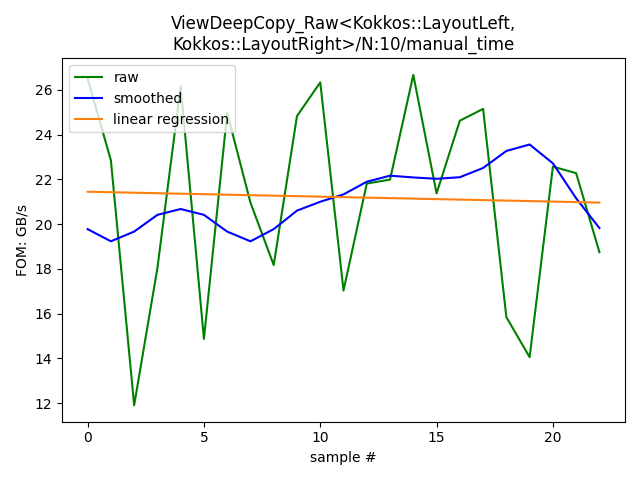 ViewDeepCopy_Raw<Kokkos::LayoutLeft,
Kokkos::LayoutRight>/N:10/manual_time
raw
smoothed
linear regression
FOM: GB/s
26
24
22
20
18
16
14
12
0
5
10
15
20
sample #